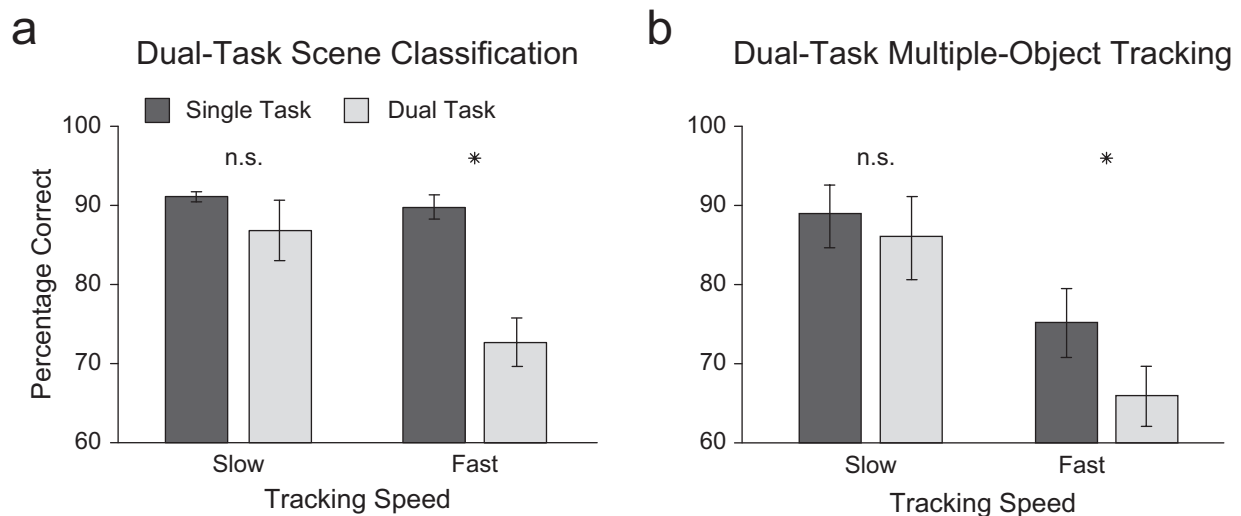 a
Dual-Task Scene Classification
Single Task
Dual Task
Percentage Correct
100
90
80
70
60
n.s.
*
Slow
Fast
Tracking Speed
b
Dual-Task Multiple-Object Tracking
100
90
80
70
60
n.s.
*
Slow
Fast
Tracking Speed